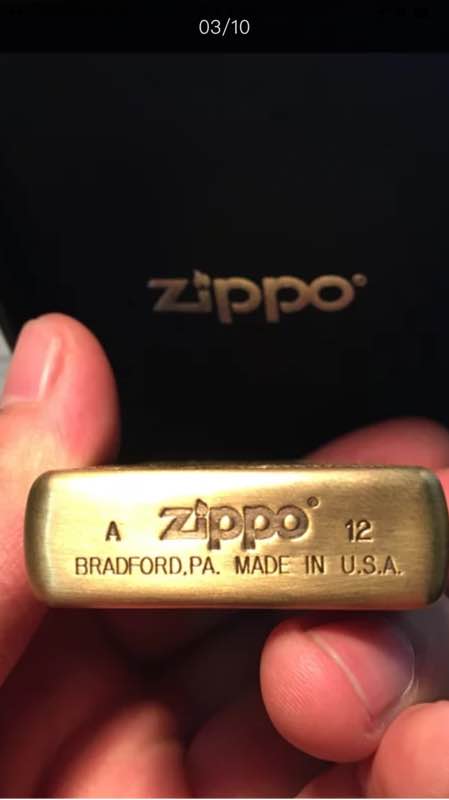 03/10
zippo®
A zippo® 12
BRADFORD,PA. MADE IN U.S.A.